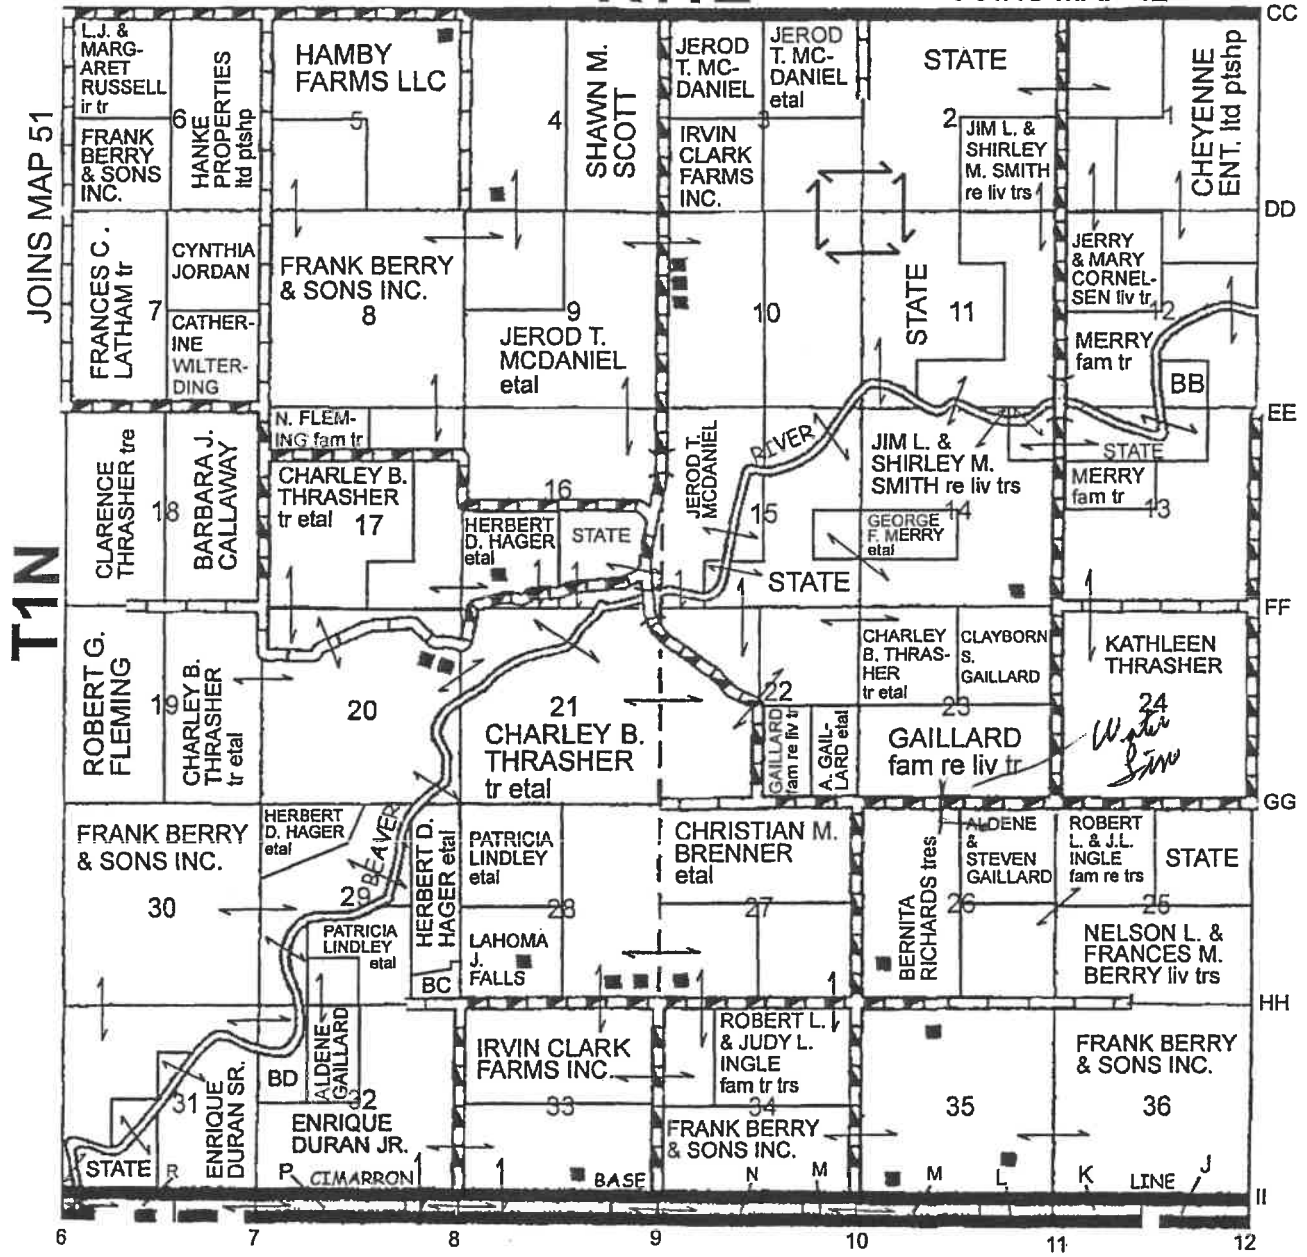 CC
L.J. &
MARG-
ARET
RUSSELL
ir tr
HANKE
PROPERTIES
ltd ptshp
6
FRANK
BERRY
& SONS
INC.
HAMBY
FARMS LLC
5
4
SHAWN M.
SCOTT
JEROD
T. MC-
DANIEL
JEROD
T. MC-
DANIEL
etal
3
IRVIN
CLARK
FARMS
INC.
STATE
2
JIM L. &
SHIRLEY
M. SMITH
re liv trs
1
CHEYENNE
ENT. ltd ptshp
JOINS MAP 51
DD
FRANCES C.
LATHAM tr
7
CYNTHIA
JORDAN
CATHER-
INE
WILTER-
DING
FRANK BERRY
& SONS INC.
8
9
JEROD T.
MCDANIEL
etal
10
STATE
11
JERRY
& MARY
CORNEL-
SEN liv tr
12
MERRY
fam tr
BB
EE
CLARENCE
THRASHER tre
18
BARBARA J.
CALLAWAY
N. FLEM-
ING fam tr
CHARLEY B.
THRASHER
tr etal
17
16
HERBERT
D. HAGER
etal
STATE
JEROD T.
MCDANIEL
RIVER
15
STATE
JIM L. &
SHIRLEY M.
SMITH re liv trs
14
GEORGE
F. MERRY
etal
STATE
MERRY
fam tr
13
T1N
FF
ROBERT G.
FLEMING
19
CHARLEY B.
THRASHER
tr etal
20
21
CHARLEY B.
THRASHER
tr etal
22
GAILLARD
fam re liv tr
A. GAIL-
LARD etal
CHARLEY
B. THRAS-
HER
tr etal
CLAYBORN
S.
GAILLARD
23
GAILLARD
fam re liv tr
KATHLEEN
THRASHER
24
Water
Line
GG
FRANK BERRY
& SONS INC.
30
HERBERT
D. HAGER
etal
BEAVER
29
PATRICIA
LINDLEY
etal
HERBERT D.
HAGER etal
BC
PATRICIA
LINDLEY
etal
28
LAHOMA
J.
FALLS
CHRISTIAN M.
BRENNER
etal
27
BERNITA
RICHARDS tres
26
ALDENE
&
STEVEN
GAILLARD
ROBERT
L. & J.L.
INGLE
fam re trs
STATE
25
NELSON L. &
FRANCES M.
BERRY liv trs
HH
31
STATE
R
ENRIQUE
DURAN SR.
BD
ALDENE
GAILLARD
32
ENRIQUE
DURAN JR.
P
CIMARRON
IRVIN CLARK
FARMS INC.
33
BASE
ROBERT L.
& JUDY L.
INGLE
fam tr trs
34
FRANK BERRY
& SONS INC.
N
M
35
M
L
FRANK BERRY
& SONS INC.
36
K
LINE
J
II
6
7
8
9
10
11
12